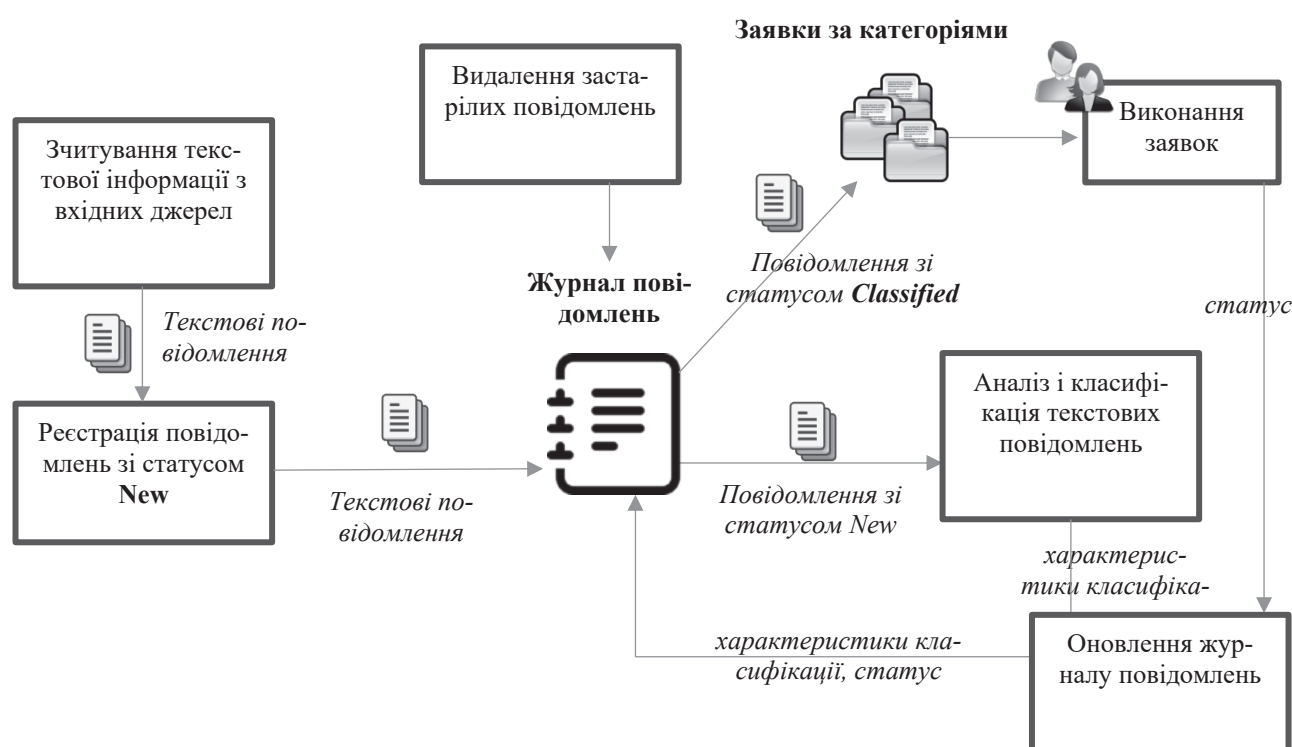 Заявки за категоріями
Видалення заста-
рілих повідомлень
Виконання
заявок
Зчитування текс-
тової інформації з
вхідних джерел
Повідомлення зі
статусом Classified
Журнал пові-
домлень
статус
Текстові по-
відомлення
Аналіз і класифі-
кація текстових
повідомлень
Реєстрація повідо-
млень зі статусом
New
Текстові по-
відомлення
Повідомлення зі
статусом New
характерис-
тики класифіка-
характеристики кла-
сифікації, статус
Оновлення жур-
налу повідомлень